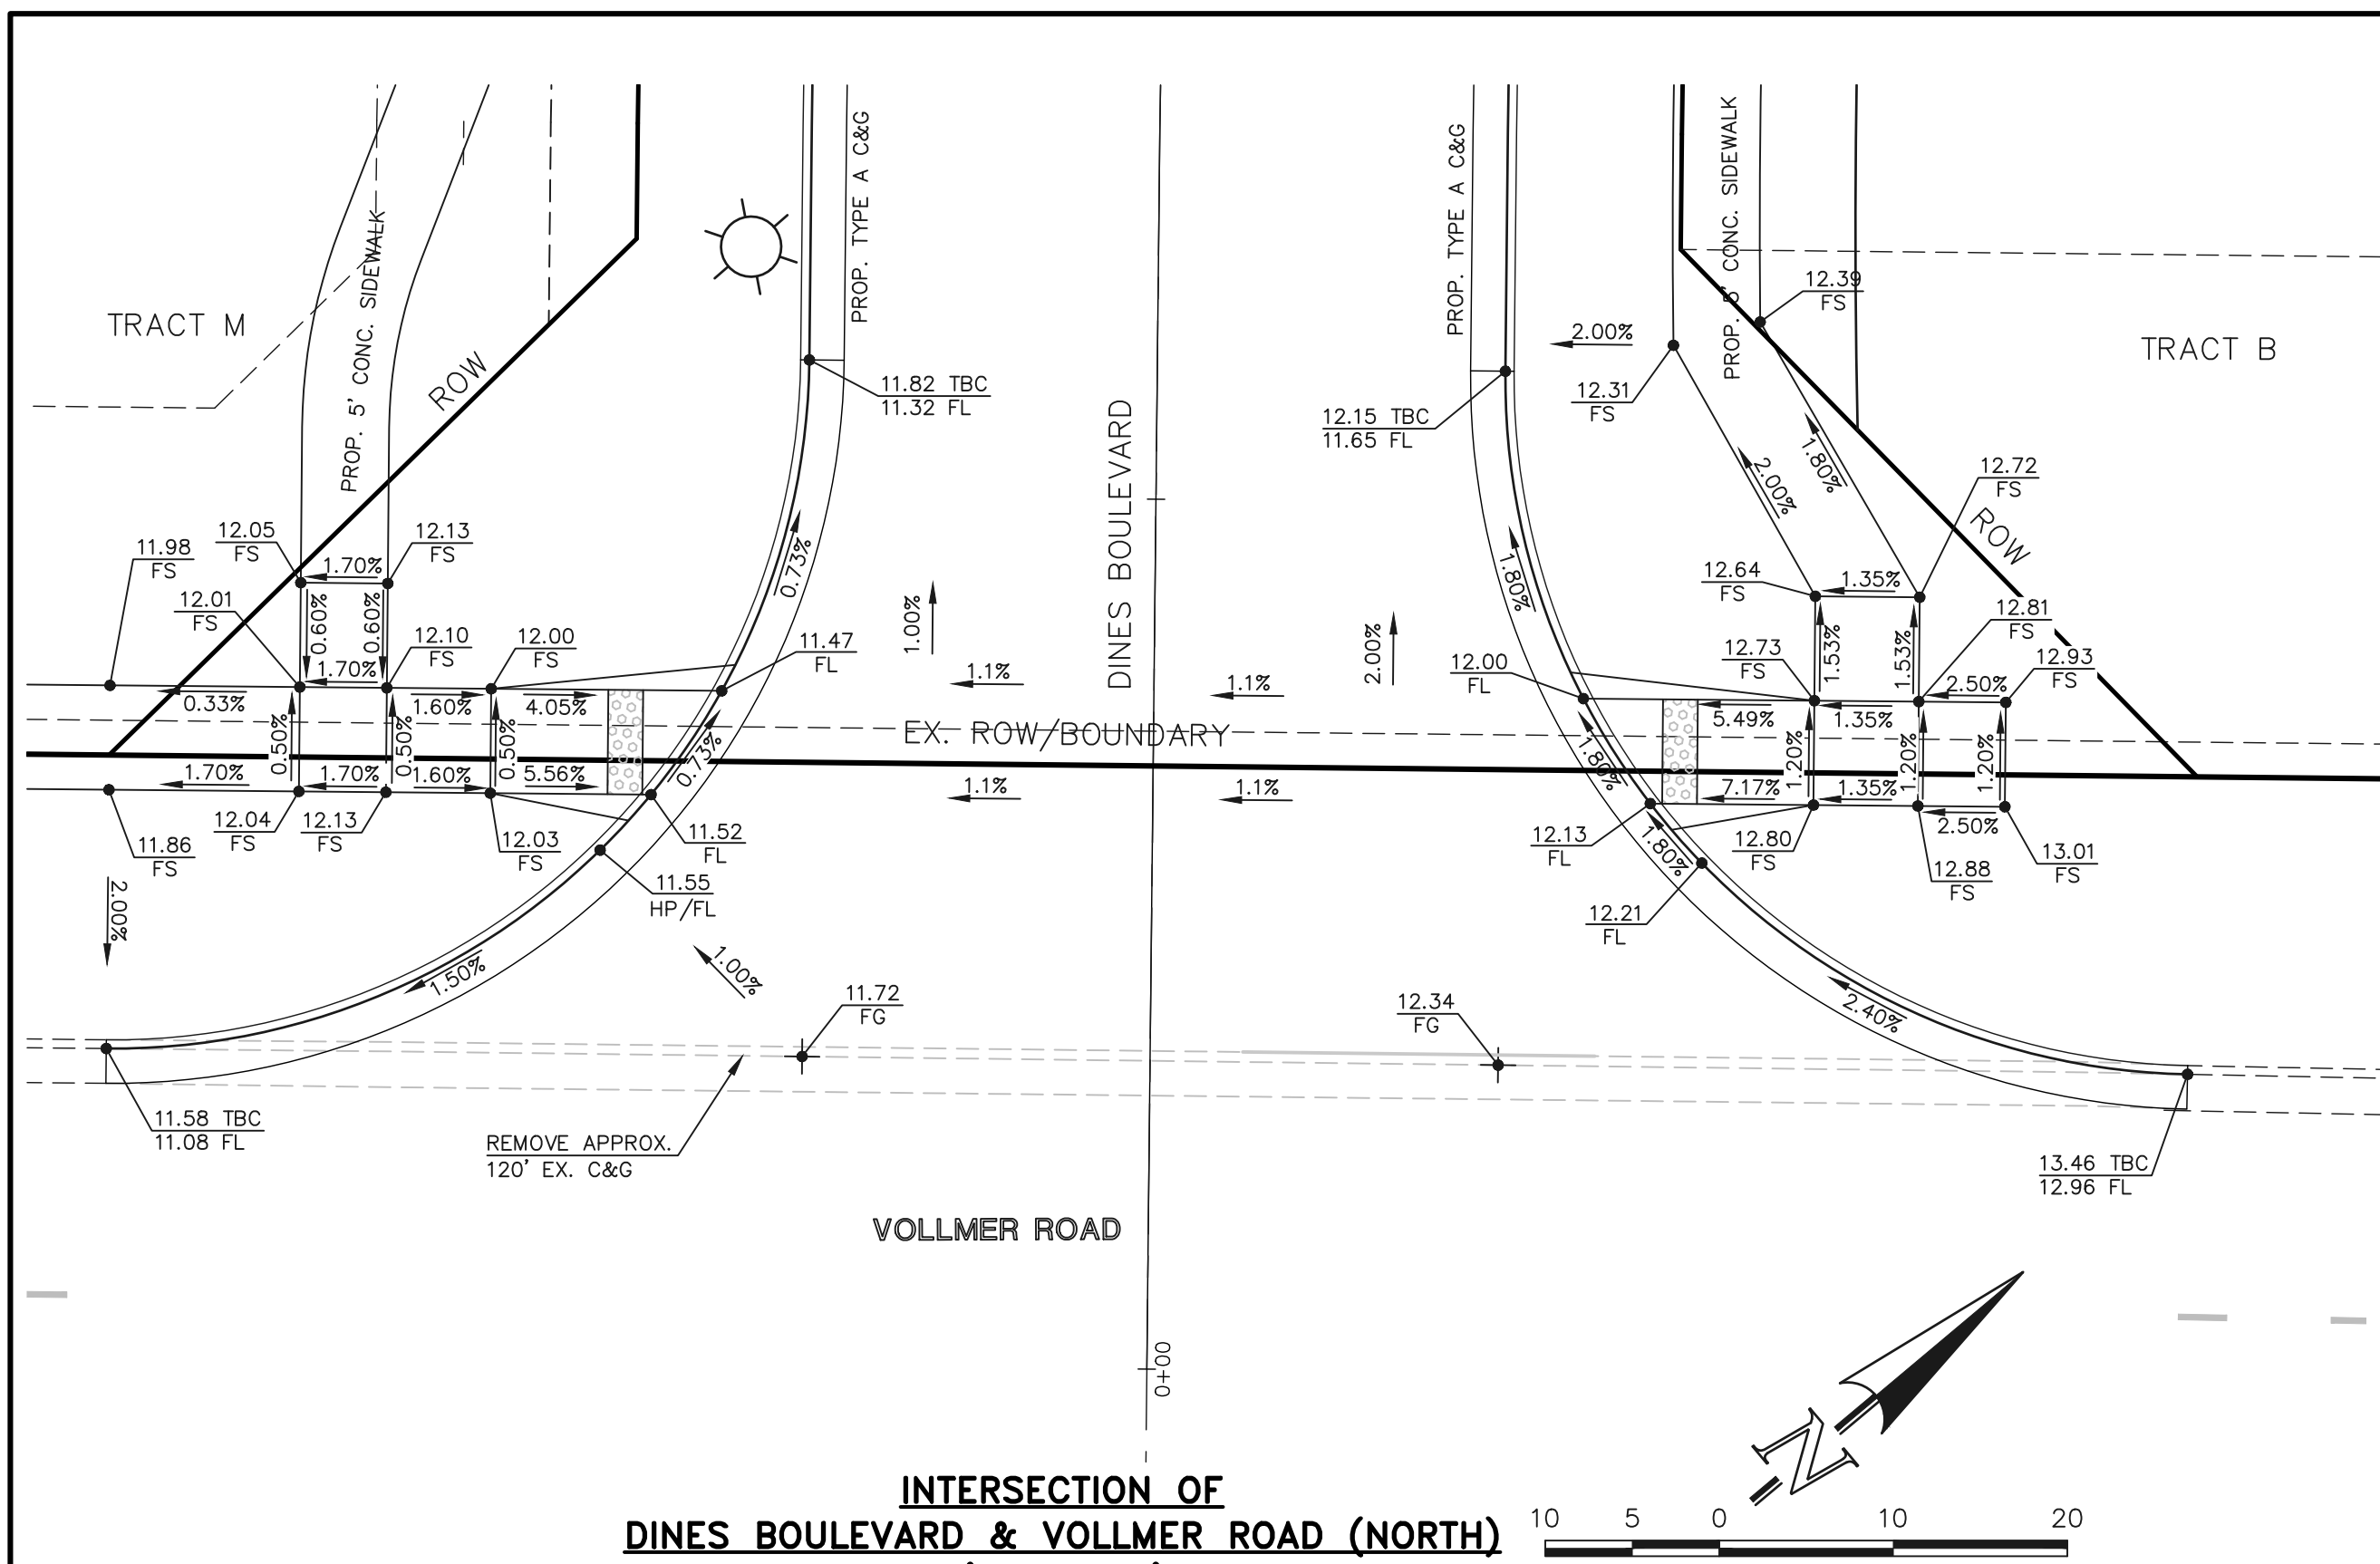 TRACT M
PROP. 5' CONC. SIDEWALK
ROW
PROP. TYPE A C&G
11.82 TBC
11.32 FL
DINES BOULEVARD
PROP. TYPE A C&G
12.15 TBC
11.65 FL
2.00%
12.31
FS
PROP. 5' CONC. SIDEWALK
12.39
FS
TRACT B
2.00%
1.80%
12.72
FS
ROW
11.98
FS
12.05
FS
1.70%
12.13
FS
12.01
FS
0.60%
0.60%
12.10
FS
12.00
FS
1.70%
0.33%
1.60%
4.05%
0.73%
11.47
FL
1.00%
1.1%
1.1%
2.00%
1.80%
12.00
FL
12.64
FS
1.35%
12.81
FS
12.73
FS
1.53%
1.53%
12.93
FS
2.50%
5.49%
1.35%
0.50%
0.50%
0.50%
0.73%
EX. ROW/BOUNDARY
1.80%
1.20%
1.20%
1.20%
1.70%
1.70%
1.60%
5.56%
1.1%
1.1%
7.17%
1.35%
2.50%
11.86
FS
12.04
FS
12.13
FS
12.03
FS
11.52
FL
12.13
FL
1.80%
12.80
FS
12.88
FS
13.01
FS
2.00%
11.55
HP/FL
12.21
FL
1.50%
1.00%
11.72
FG
12.34
FG
2.40%
11.58 TBC
11.08 FL
REMOVE APPROX.
120' EX. C&G
13.46 TBC
12.96 FL
VOLLMER ROAD
0+00
N
INTERSECTION OF
DINES BOULEVARD & VOLLMER ROAD (NORTH)
10 5 0 10 20